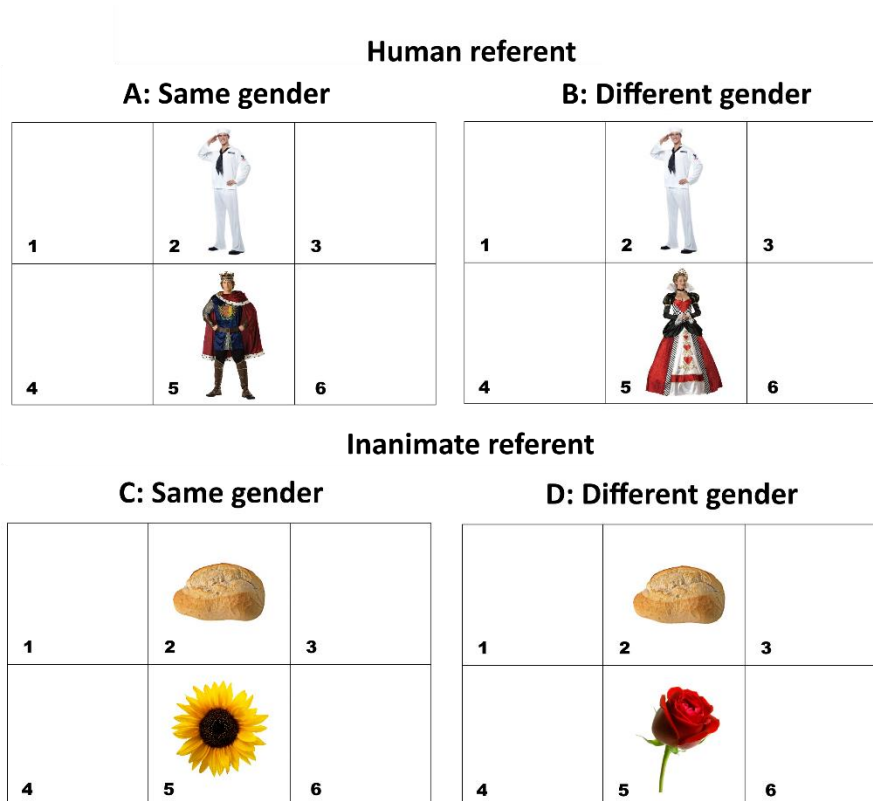 Human referent
A: Same gender
B: Different gender
1 2 3
4 5 6
1 2 3
4 5 6
Inanimate referent
C: Same gender
D: Different gender
1 2 3
4 5 6
1 2 3
4 5 6